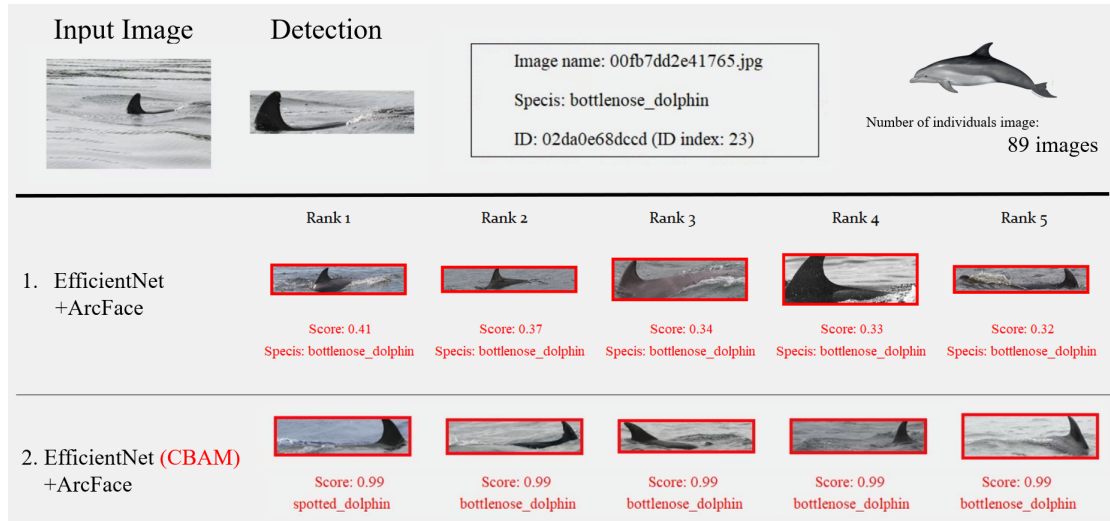 Input Image
Detection
Image name: 00fb7dd2e41765.jpg
Specis: bottlenose_dolphin
ID: 02da0e68dccd (ID index: 23)
Number of individuals image:
89 images
Rank 1 Rank 2 Rank 3 Rank 4 Rank 5
1. EfficientNet
+ArcFace
Score: 0.41 Score: 0.37 Score: 0.34 Score: 0.33 Score: 0.32
Specis: bottlenose_dolphin Specis: bottlenose_dolphin Specis: bottlenose_dolphin Specis: bottlenose_dolphin Specis: bottlenose_dolphin
2. EfficientNet (CBAM)
+ArcFace
Score: 0.99 Score: 0.99 Score: 0.99 Score: 0.99 Score: 0.99
spotted_dolphin bottlenose_dolphin bottlenose_dolphin bottlenose_dolphin bottlenose_dolphin